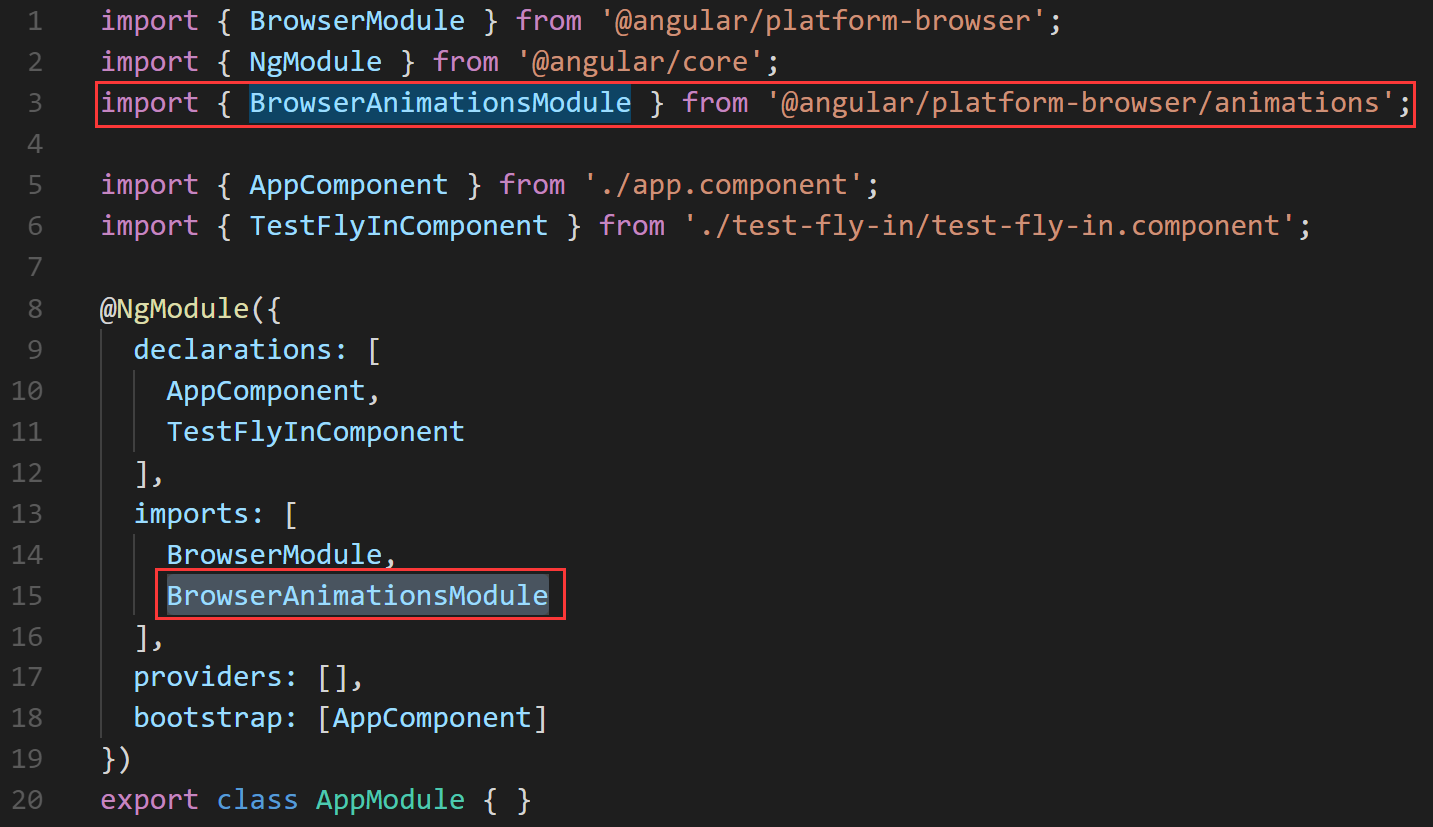 1 import { BrowserModule } from '@angular/platform-browser';
2 import { NgModule } from '@angular/core';
3 import { BrowserAnimationsModule } from '@angular/platform-browser/animations';
4
5 import { AppComponent } from './app.component';
6 import { TestFlyInComponent } from './test-fly-in/test-fly-in.component';
7
8 @NgModule({
9   declarations: [
10     AppComponent,
11     TestFlyInComponent
12   ],
13   imports: [
14     BrowserModule,
15     BrowserAnimationsModule
16   ],
17   providers: [],
18   bootstrap: [AppComponent]
19 })
20 export class AppModule { }